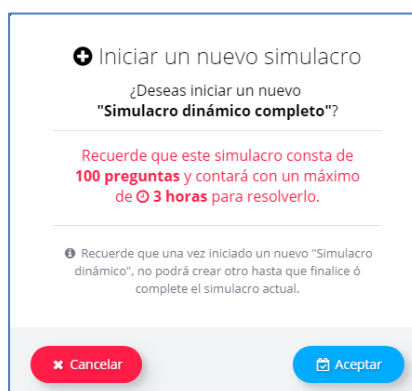 Iniciar un nuevo simulacro
¿Deseas iniciar un nuevo
"Simulacro dinámico completo"?
Recuerde que este simulacro consta de
100 preguntas y contará con un máximo
de 3 horas para resolverlo.
Recuerde que una vez iniciado un nuevo "Simulacro
dinámico", no podrá crear otro hasta que finalice ó
complete el simulacro actual.
Cancelar
Aceptar